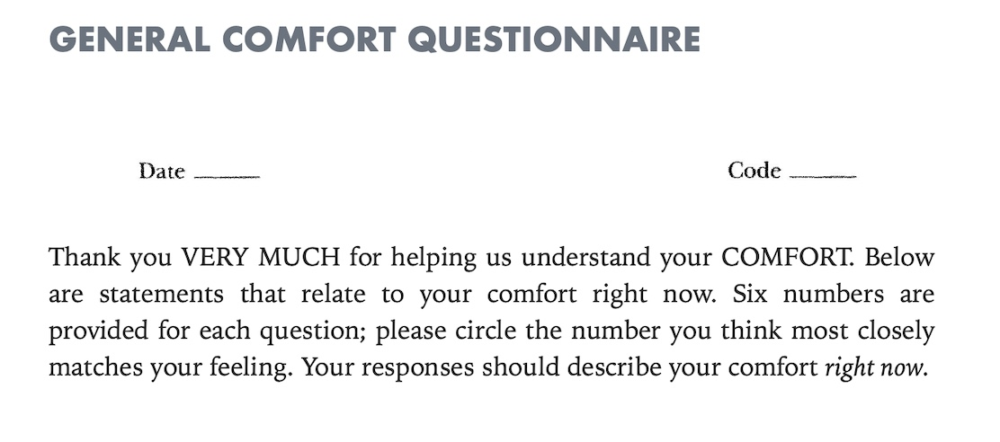 GENERAL COMFORT QUESTIONNAIRE
Date _____ Code _____
Thank you VERY MUCH for helping us understand your COMFORT. Below
are statements that relate to your comfort right now. Six numbers are
provided for each question; please circle the number you think most closely
matches your feeling. Your responses should describe your comfort right now.